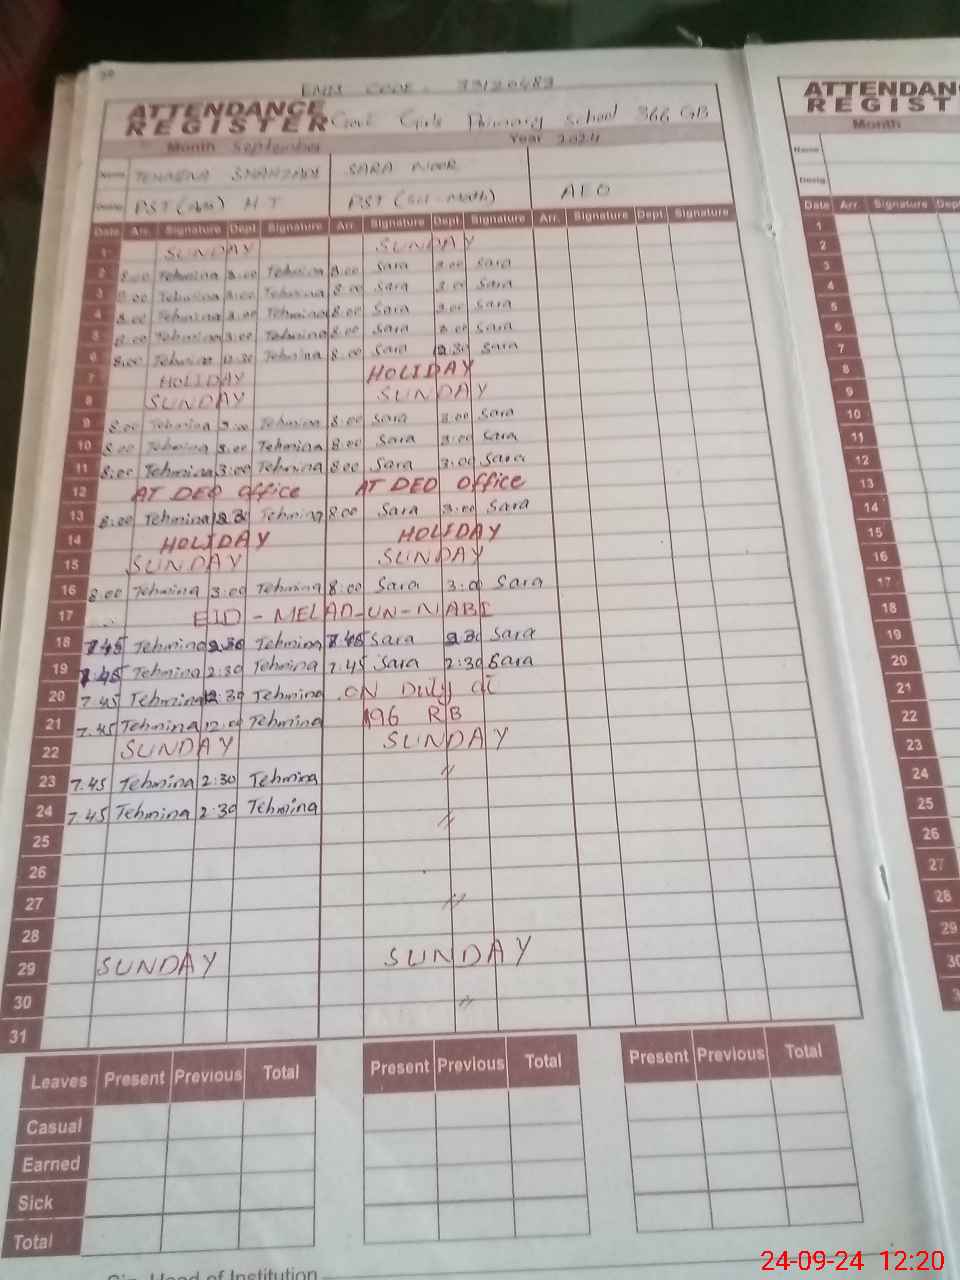 EMIS CODE. 33120483
ATTENDANCE REGISTER Govt Girls Primary School 366 GB
Month September Year 2024
Name TEHMINA SHAHZADI SARA NOOR
Desig PST (Arts) H.T PST (Sci-math) AEO
Date Arr. Signature Dept Signature Arr. Signature Dept Signature Arr. Signature Dept Signature
1 SUNDAY SUNDAY
2 8:00 Tehmina 3:00 Tehmina 8:00 Sara 3:00 Sara
3 8:00 Tehmina 3:00 Tehmina 8:00 Sara 3:00 Sara
4 8:00 Tehmina 3:00 Tehmina 8:00 Sara 3:00 Sara
5 8:00 Tehmina 3:00 Tehmina 8:00 Sara 3:00 Sara
6 8:00 Tehmina 12:30 Tehmina 8:00 Sara 12:30 Sara
7 HOLIDAY HOLIDAY
8 SUNDAY SUNDAY
9 8:00 Tehmina 3:00 Tehmina 8:00 Sara 3:00 Sara
10 8:00 Tehmina 3:00 Tehmina 8:00 Sara 3:00 Sara
11 8:00 Tehmina 3:00 Tehmina 8:00 Sara 3:00 Sara
12 AT DEO office AT DEO office
13 8:00 Tehmina Tehmina 8:00 Sara 3:00 Sara
14 HOLIDAY HOLIDAY
15 SUNDAY SUNDAY
16 8:00 Tehmina 3:00 Tehmina 8:00 Sara 3:00 Sara
17 EID - MELAD-UN-NABI
18 7.45 Tehmina 2:30 Tehmina 7.45 Sara 2:30 Sara
19 7.45 Tehmina 2:30 Tehmina 7.45 Sara 2:30 Sara
20 7.45 Tehmina 12:30 Tehmina ON Duty at
21 7.45 Tehmina 12:00 Tehmina 196 RB
22 SUNDAY SUNDAY
23 7.45 Tehmina 2:30 Tehmina "
24 7.45 Tehmina 2:30 Tehmina "
25
26
27 "
28
29 SUNDAY SUNDAY
30 "
31
Leaves Present Previous Total Present Previous Total Present Previous Total
Casual
Earned
Sick
Total
Head of Institution
ATTENDAN
REGIST
Month
Name
Desig
Date Arr. Signature Dept
1
2
3
4
5
6
7
8
9
10
11
12
13
14
15
16
17
18
19
20
21
22
23
24
25
26
27
28
29
30
24-09-24 12:20